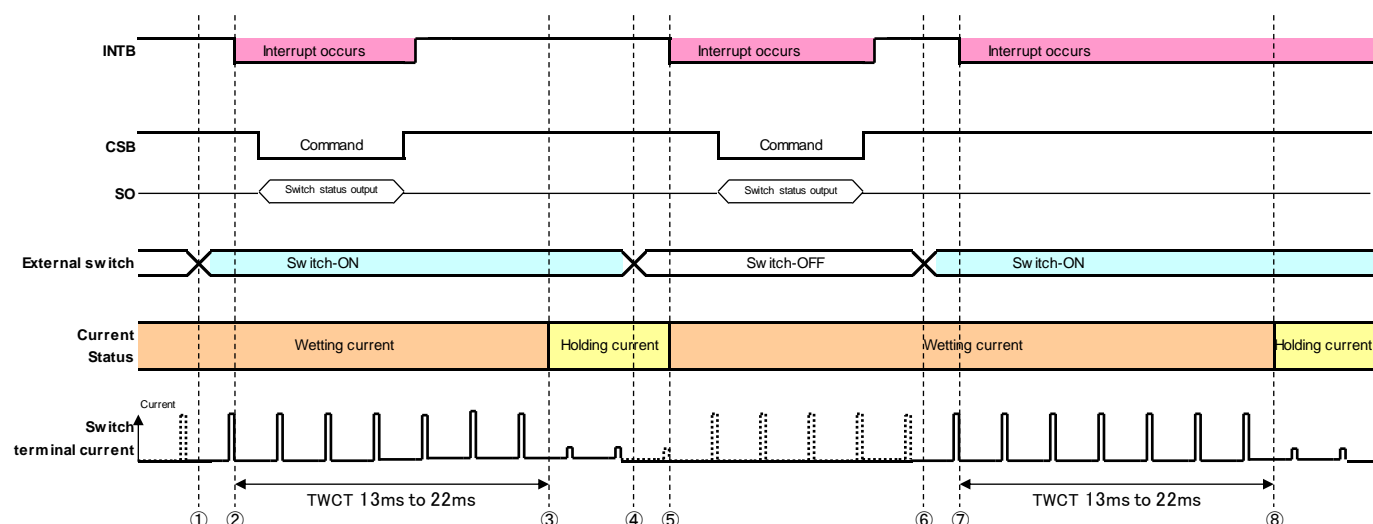 INTB
Interrupt occurs
Interrupt occurs
Interrupt occurs
CSB
Command
Command
SO
Switch status output
Switch status output
External switch
Switch-ON
Switch-OFF
Switch-ON
Current
Status
Wetting current
Holding current
Wetting current
Holding current
Current
Switch
terminal current
TWCT 13ms to 22ms
TWCT 13ms to 22ms
① ② ③ ④ ⑤ ⑥ ⑦ ⑧